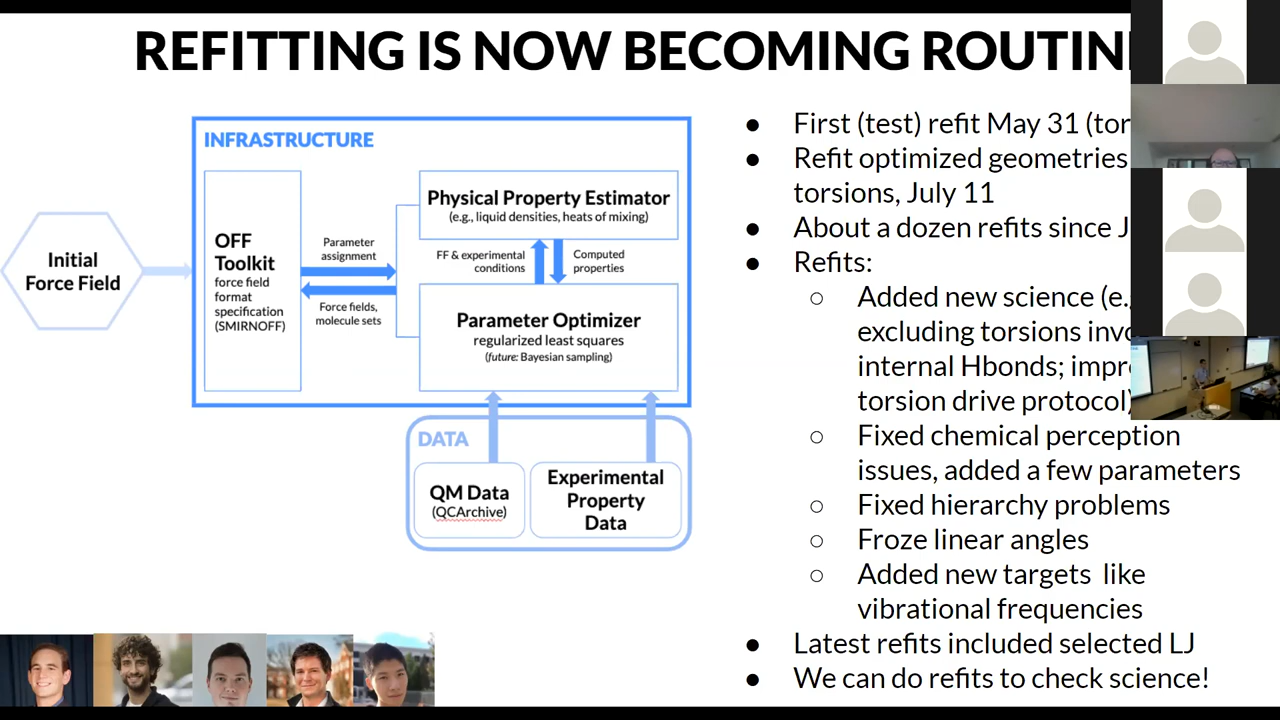 REFITTING IS NOW BECOMING ROUTIN
INFRASTRUCTURE
Initial
Force Field
OFF
Toolkit
force field
format
specification
(SMIRNOFF)
Parameter
assignment
Force fields,
molecule sets
Physical Property Estimator
(e.g., liquid densities, heats of mixing)
FF & experimental
conditions
Computed
properties
Parameter Optimizer
regularized least squares
(future: Bayesian sampling)
DATA
QM Data
(QCArchive)
Experimental
Property
Data
● First (test) refit May 31 (tor
● Refit optimized geometries
torsions, July 11
● About a dozen refits since J
● Refits:
○ Added new science (e.
excluding torsions invo
internal Hbonds; impr
torsion drive protocol)
○ Fixed chemical perception
issues, added a few parameters
○ Fixed hierarchy problems
○ Froze linear angles
○ Added new targets like
vibrational frequencies
● Latest refits included selected LJ
● We can do refits to check science!